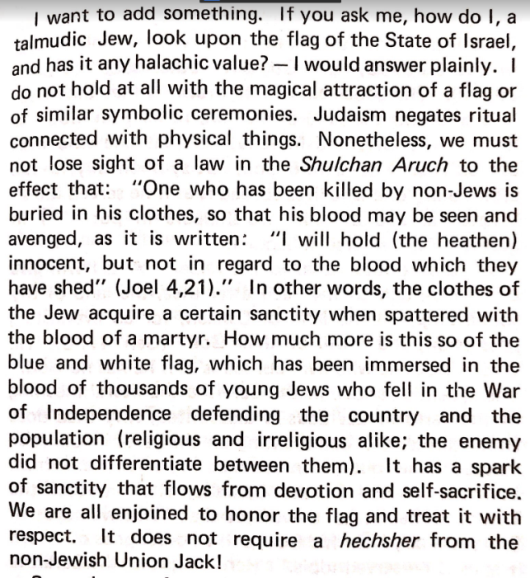 I want to add something. If you ask me, how do I, a
talmudic Jew, look upon the flag of the State of Israel,
and has it any halachic value? – I would answer plainly. I
do not hold at all with the magical attraction of a flag or
of similar symbolic ceremonies. Judaism negates ritual
connected with physical things. Nonetheless, we must
not lose sight of a law in the Shulchan Aruch to the
effect that: "One who has been killed by non-Jews is
buried in his clothes, so that his blood may be seen and
avenged, as it is written: "I will hold (the heathen)
innocent, but not in regard to the blood which they
have shed" (Joel 4,21)." In other words, the clothes of
the Jew acquire a certain sanctity when spattered with
the blood of a martyr. How much more is this so of the
blue and white flag, which has been immersed in the
blood of thousands of young Jews who fell in the War
of Independence defending the country and the
population (religious and irreligious alike; the enemy
did not differentiate between them). It has a spark
of sanctity that flows from devotion and self-sacrifice.
We are all enjoined to honor the flag and treat it with
respect. It does not require a hechsher from the
non-Jewish Union Jack!